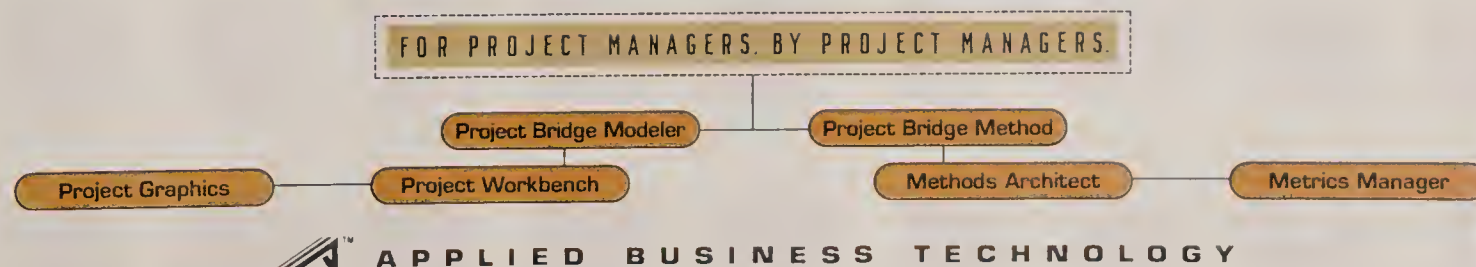 FOR PROJECT MANAGERS. BY PROJECT MANAGERS.
Project Bridge Modeler
Project Bridge Method
Project Graphics
Project Workbench
Methods Architect
Metrics Manager
TM
APPLIED BUSINESS TECHNOLOGY